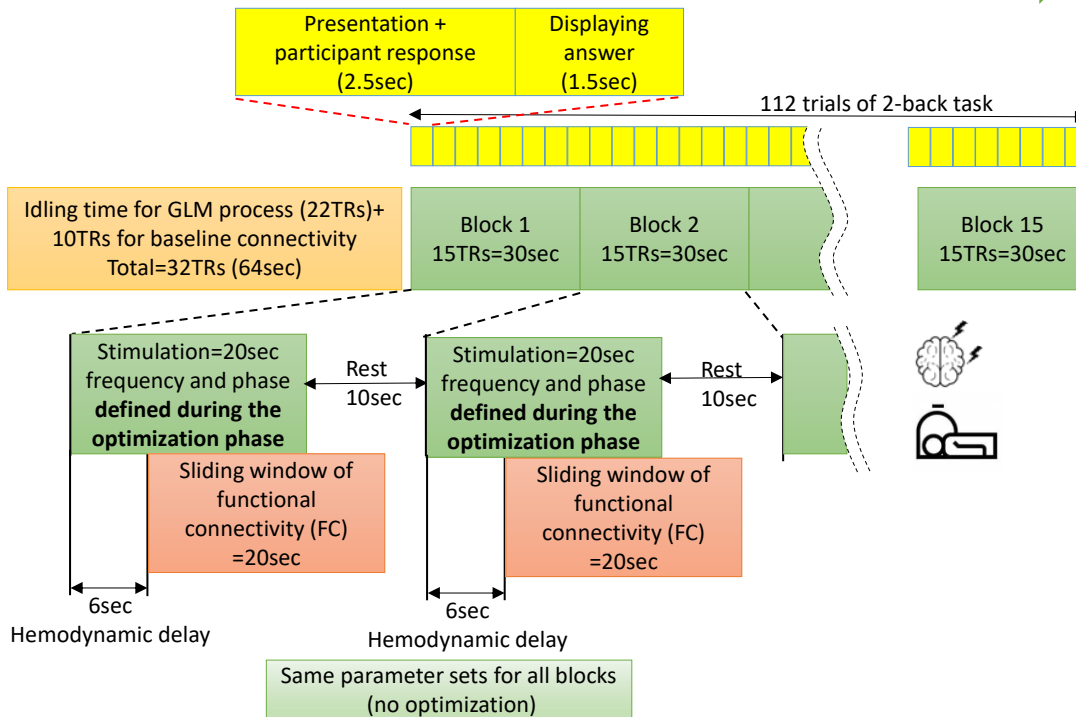 Presentation +
participant response
(2.5sec)
Displaying
answer
(1.5sec)
112 trials of 2-back task
Idling time for GLM process (22TRs)+
10TRs for baseline connectivity
Total=32TRs (64sec)
Block 1
15TRs=30sec
Block 2
15TRs=30sec
Block 15
15TRs=30sec
Stimulation=20sec
frequency and phase
defined during the
optimization phase
Rest
10sec
Stimulation=20sec
frequency and phase
defined during the
optimization phase
Rest
10sec
Sliding window of
functional
connectivity (FC)
=20sec
Sliding window of
functional
connectivity (FC)
=20sec
6sec
Hemodynamic delay
6sec
Hemodynamic delay
Same parameter sets for all blocks
(no optimization)